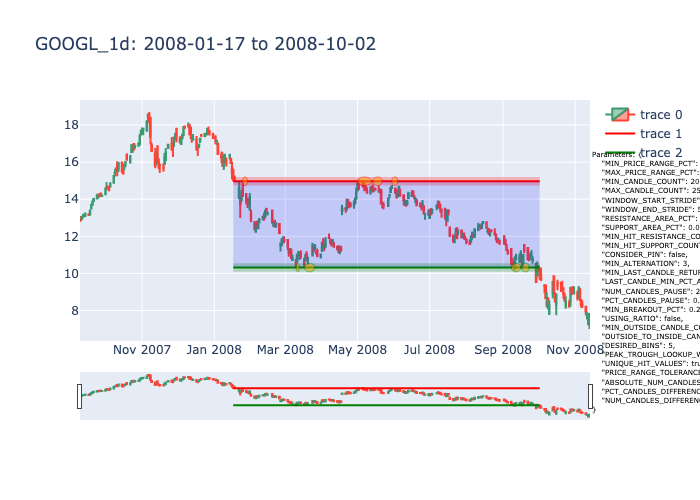 GOOGL_1d: 2008-01-17 to 2008-10-02
18
16
14
12
10
8
Nov 2007
Jan 2008
Mar 2008
May 2008
Jul 2008
Sep 2008
Nov 2008
trace 0
trace 1
trace 2
Parameters: {
"MIN_PRICE_RANGE_PCT":
"MAX_PRICE_RANGE_PCT":
"MIN_CANDLE_COUNT": 20
"MAX_CANDLE_COUNT": 25
"WINDOW_START_STRIDE"
"WINDOW_END_STRIDE": 5
"RESISTANCE_AREA_PCT":
"SUPPORT_AREA_PCT": 0.0
"MIN_HIT_RESISTANCE_CO
"MIN_HIT_SUPPORT_COUNT
"CONSIDER_PIN": false,
"MIN_ALTERNATION": 3,
"MIN_LAST_CANDLE_RETUR
"LAST_CANDLE_MIN_PCT_A
"NUM_CANDLES_PAUSE": 2
"PCT_CANDLES_PAUSE": 0.
"MIN_BREAKOUT_PCT": 0.2
"USING_RATIO": false,
"MIN_OUTSIDE_CANDLE_CO
"OUTSIDE_TO_INSIDE_CAN
"DESIRED_BINS": 5,
"PEAK_TROUGH_LOOKUP_W
"UNIQUE_HIT_VALUES": tru
"PRICE_RANGE_TOLERANC
"ABSOLUTE_NUM_CANDLES
"PCT_CANDLES_DIFFERENC
"NUM_CANDLES_DIFFERENC
}